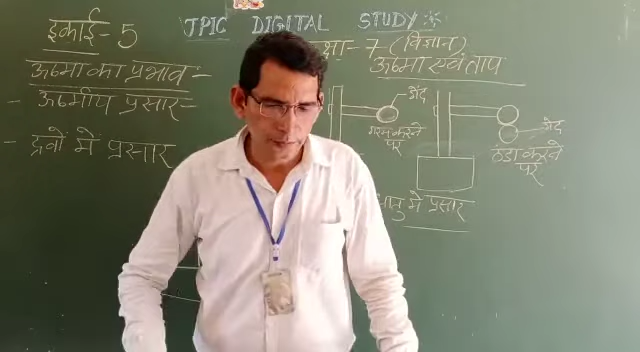 इकाई-5
JPIC DIGITAL STUDY
क्षा-7 (विज्ञान)
ऊष्मा का प्रभाव-
ऊष्मा एवं ताप
- ऊष्मीय प्रसार-
छेद
गरम करने पर
छेद
ठंडा करने पर
- द्रवों में प्रसार
धातु में प्रसार